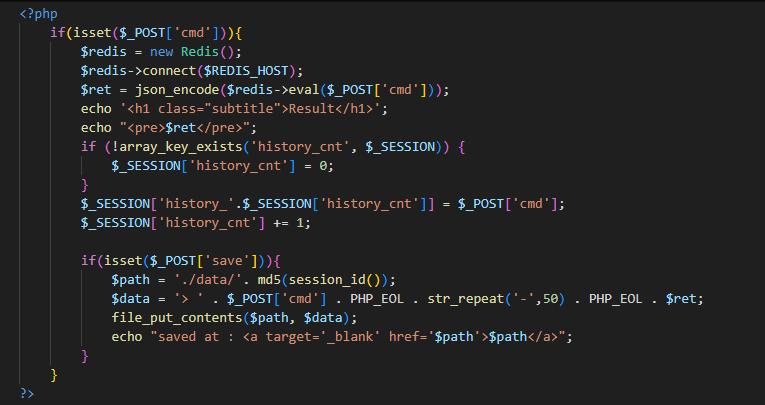 <?php
if(isset($_POST['cmd'])){
$redis = new Redis();
$redis->connect($REDIS_HOST);
$ret = json_encode($redis->eval($_POST['cmd']));
echo '<h1 class="subtitle">Result</h1>';
echo "<pre>$ret</pre>";
if (!array_key_exists('history_cnt', $_SESSION)) {
$_SESSION['history_cnt'] = 0;
}
$_SESSION['history_'.$_SESSION['history_cnt']] = $_POST['cmd'];
$_SESSION['history_cnt'] += 1;
if(isset($_POST['save'])){
$path = './data/'. md5(session_id());
$data = '> ' . $_POST['cmd'] . PHP_EOL . str_repeat('-',50) . PHP_EOL . $ret;
file_put_contents($path, $data);
echo "saved at : <a target='_blank' href='$path'>$path</a>";
}
}
?>